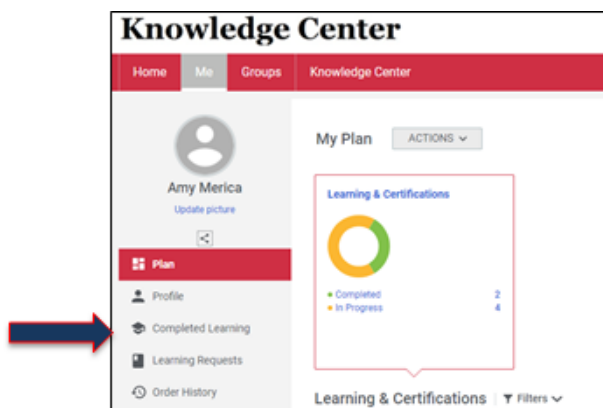 Knowledge Center
Home Me Groups Knowledge Center
My Plan ACTIONS
Amy Merica
Update picture
Learning & Certifications
Completed 2
In Progress 4
Plan
Profile
Completed Learning
Learning Requests
Order History
Learning & Certifications Filters